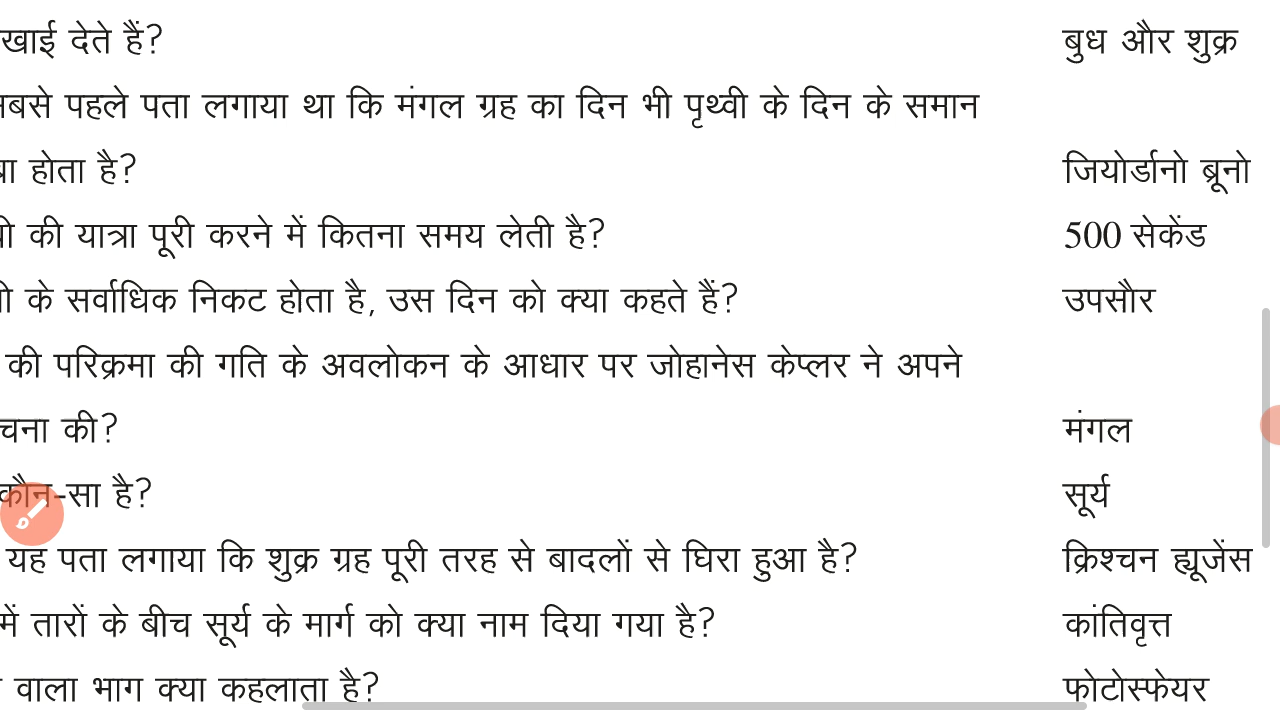 खाई देते हैं? बुध और शुक्र
सबसे पहले पता लगाया था कि मंगल ग्रह का दिन भी पृथ्वी के दिन के समान
बा होता है? जियोर्डानो ब्रूनो
की यात्रा पूरी करने में कितना समय लेती है? 500 सेकेंड
के सर्वाधिक निकट होता है, उस दिन को क्या कहते हैं? उपसौर
की परिक्रमा की गति के अवलोकन के आधार पर जोहानेस केप्लर ने अपने
चना की? मंगल
कौन-सा है? सूर्य
यह पता लगाया कि शुक्र ग्रह पूरी तरह से बादलों से घिरा हुआ है? क्रिश्चन ह्यूजेंस
में तारों के बीच सूर्य के मार्ग को क्या नाम दिया गया है? कांतिवृत्त
वाला भाग क्या कहलाता है? फोटोस्फेयर